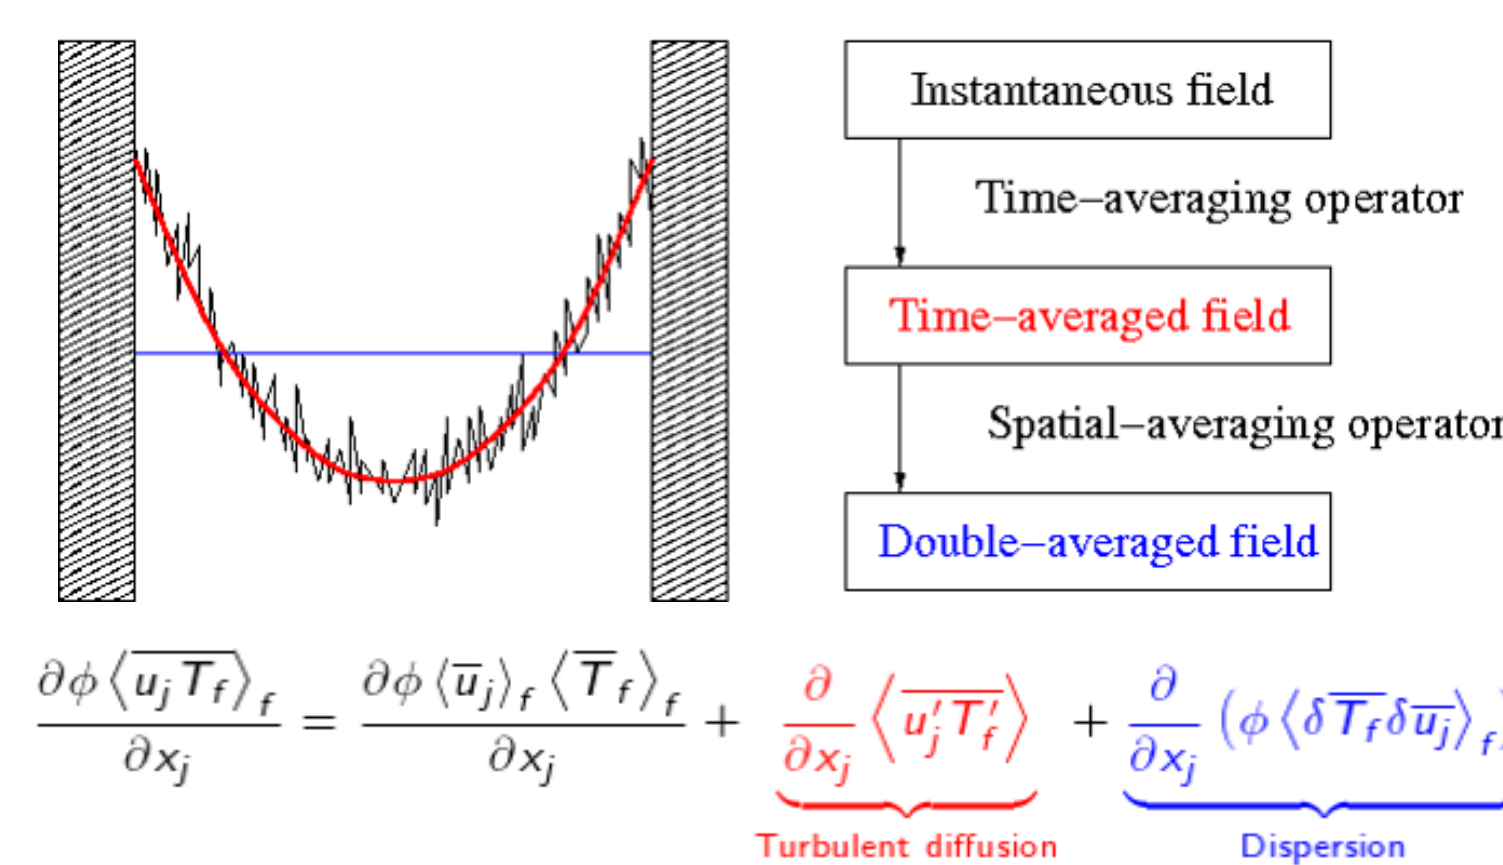 Instantaneous field
Time–averaging operator
Time–averaged field
Spatial–averaging operator
Double–averaged field
∂ϕ⟨\overline{u_j T_f}⟩_f / ∂x_j = ∂ϕ⟨\overline{u}_j⟩_f⟨\overline{T}_f⟩_f / ∂x_j + ∂/∂x_j ⟨\overline{u'_j T'_f}⟩ + ∂/∂x_j (ϕ⟨δ\overline{T_f}δ\overline{u_j}⟩_f)
Turbulent diffusion
Dispersion